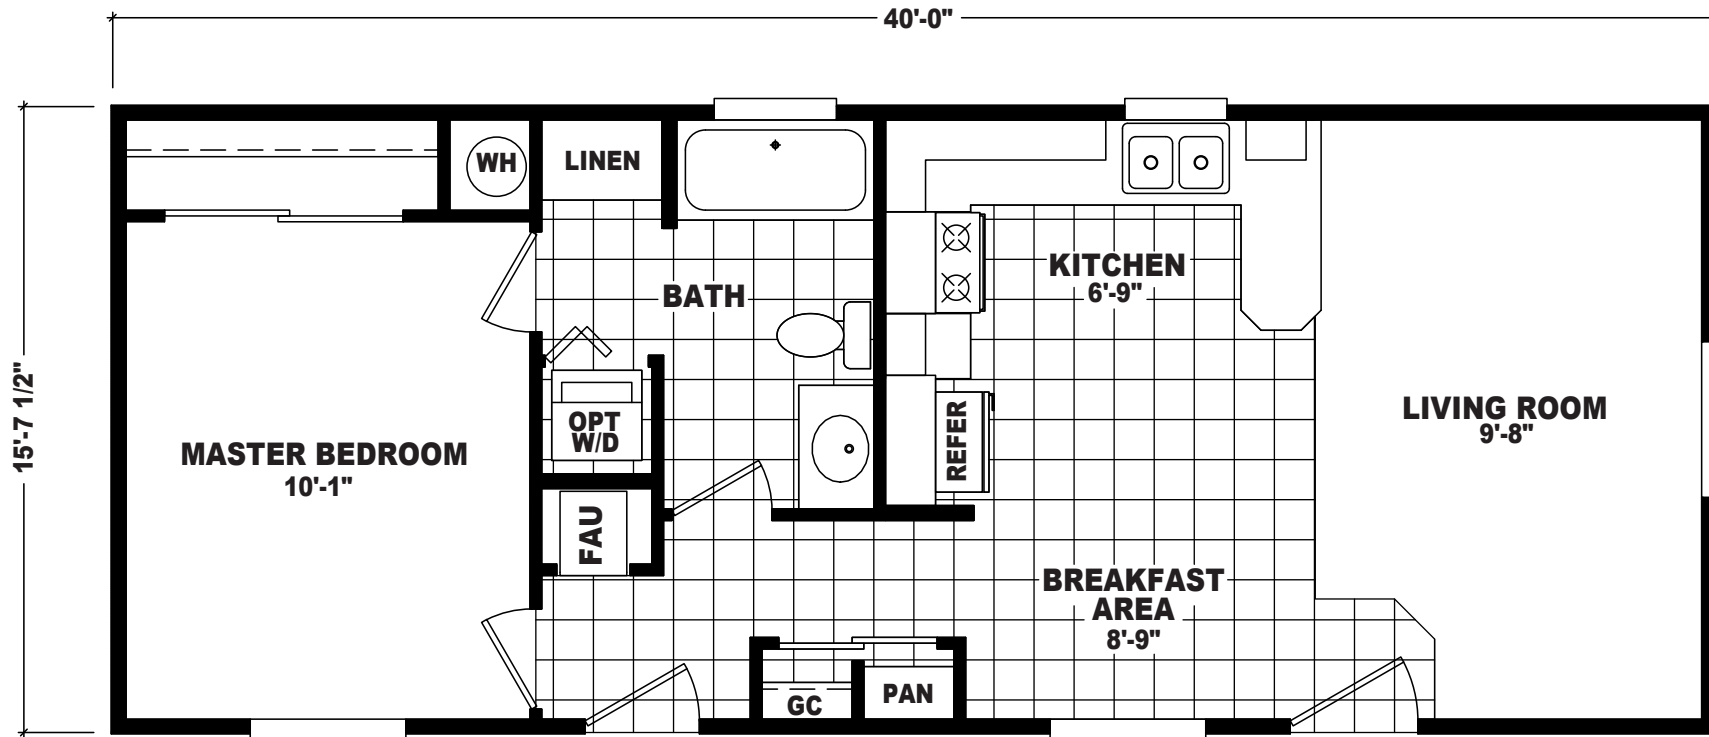 40'-0"
15'-7 1/2"
WH
LINEN
KITCHEN
6'-9"
BATH
OPT
W/D
REFER
LIVING ROOM
9'-8"
MASTER BEDROOM
10'-1"
FAU
BREAKFAST
AREA
8'-9"
GC
PAN